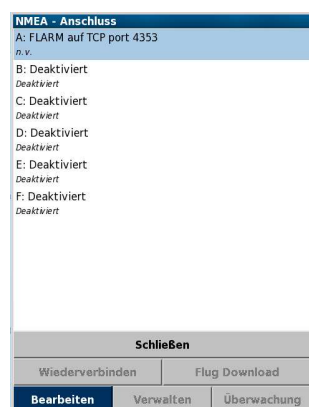 NMEA - Anschluss
A: FLARM auf TCP port 4353
n.v.
B: Deaktiviert
Deaktiviert
C: Deaktiviert
Deaktiviert
D: Deaktiviert
Deaktiviert
E: Deaktiviert
Deaktiviert
F: Deaktiviert
Deaktiviert
Schließen
Wiederverbinden Flug Download
Bearbeiten Verwalten Überwachung